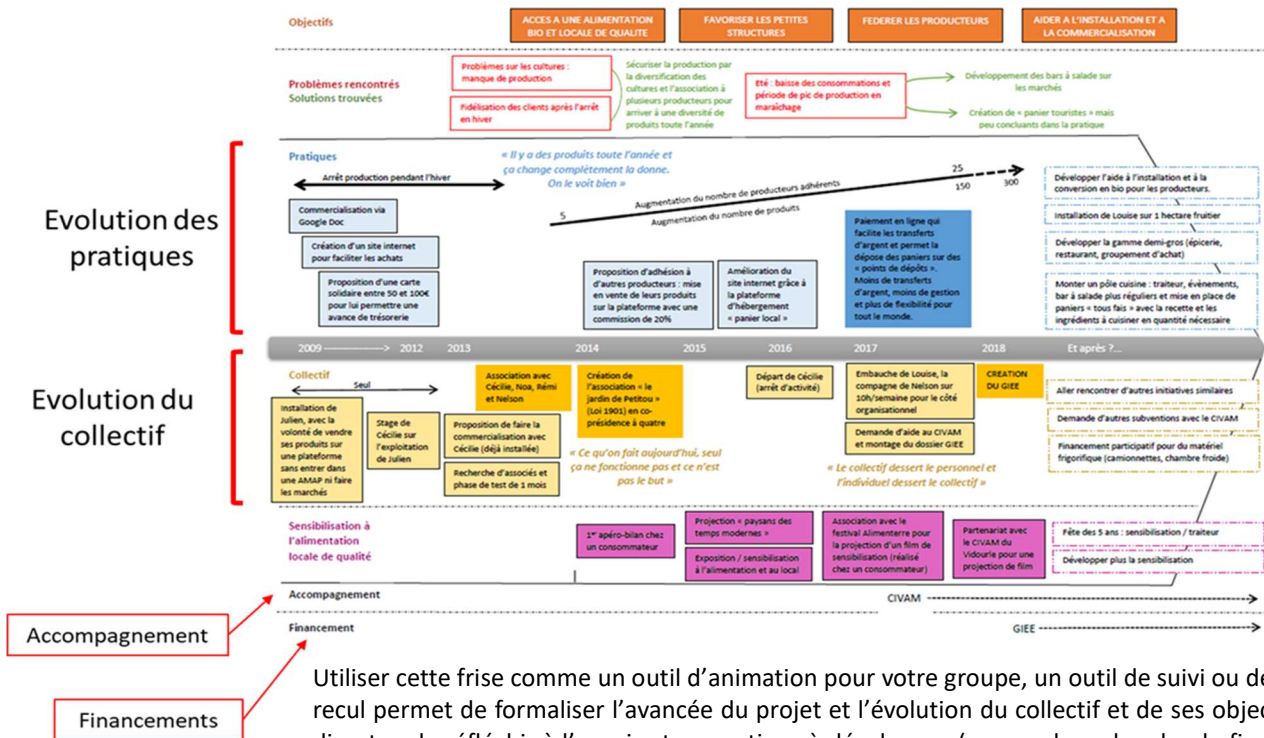 Objectifs
ACCES A UNE ALIMENTATION
BIO ET LOCALE DE QUALITE
FAVORISER LES PETITES
STRUCTURES
FEDERER LES PRODUCTEURS
AIDER A L'INSTALLATION ET A
LA COMMERCIALISATION
Problèmes rencontrés
Solutions trouvées
Problèmes sur les cultures :
manque de production
Fidélisation des clients après l'arrêt
en hiver
Sécuriser la production par
la diversification des
cultures et l'association à
plusieurs producteurs pour
arriver à une diversité de
produits toute l'année
Eté : baisse des consommations et
période de pic de production en
maraîchage
Développement des bars à salade sur
les marchés
Création de « panier touristes » mais
peu concluants dans la pratique
Evolution des
pratiques
Pratiques
Arrêt production pendant l'hiver
« Il y a des produits toute l'année et
ça change complètement la donne.
On le voit bien »
5
Augmentation du nombre de producteurs adhérents
Augmentation du nombre de produits
25
150
300
Commercialisation via
Google Doc
Création d'un site internet
pour faciliter les achats
Proposition d'une carte
solidaire entre 50 et 100€
pour lui permettre une
avance de trésorerie
Proposition d'adhésion à
d'autres producteurs : mise
en vente de leurs produits
sur la plateforme avec une
commission de 20%
Amélioration du
site internet grâce à
la plateforme
d'hébergement
« panier local »
Paiement en ligne qui
facilite les transferts
d'argent et permet la
dépose des paniers sur des
« points de dépôts ».
Moins de transferts
d'argent, moins de gestion
et plus de flexibilité pour
tout le monde.
Développer l'aide à l'installation et à la
conversion en bio pour les producteurs.
Installation de Louise sur 1 hectare fruitier
Développer la gamme demi-gros (épicerie,
restaurant, groupement d'achat)
Monter un pôle cuisine : traiteur, évènements,
bar à salade plus réguliers et mise en place de
paniers « tous fais » avec la recette et les
ingrédients à cuisiner en quantité nécessaire
2009 -------------> 2012 2013 2014 2015 2016 2017 2018 Et après ?...
Evolution du
collectif
Collectif
Seul
Installation de
Julien, avec la
volonté de vendre
ses produits sur
une plateforme
sans entrer dans
une AMAP ni faire
les marchés
Stage de
Cécile sur
l'exploitation
de Julien
Association avec
Cécile, Noa, Rémi
et Nelson
Proposition de faire la
commercialisation avec
Cécile (déjà installée)
Recherche d'associés et
phase de test de 1 mois
Création de
l'association « le
jardin de Petitou »
(Loi 1901) en co-
présidence à quatre
« Ce qu'on fait aujourd'hui, seul
ça ne fonctionne pas et ce n'est
pas le but »
Départ de Cécile
(arrêt d'activité)
Embauche de Louise, la
compagne de Nelson sur
10h/semaine pour le côté
organisationnel
Demande d'aide au CIVAM
et montage du dossier GIEE
« Le collectif dessert le personnel et
l'individuel dessert le collectif »
CREATION
DU GIEE
Aller rencontrer d'autres initiatives similaires
Demande d'autres subventions avec le CIVAM
Financement participatif pour du matériel
frigorifique (camionnettes, chambre froide)
Sensibilisation à
l'alimentation
locale de qualité
1er apéro-bilan chez
un consommateur
Projection « paysans des
temps modernes »
Exposition / sensibilisation
à l'alimentation et au local
Association avec le
festival Alimenterre pour
la projection d'un film de
sensibilisation (réalisé
chez un consommateur)
Partenariat avec
le CIVAM du
Vidourle pour une
projection de film
Fête des 5 ans : sensibilisation / traiteur
Développer plus la sensibilisation
Accompagnement
CIVAM
Financement
GIEE
Accompagnement
Financements
Utiliser cette frise comme un outil d'animation pour votre groupe, un outil de suivi ou de
recul permet de formaliser l'avancée du projet et l'évolution du collectif et de ses objec